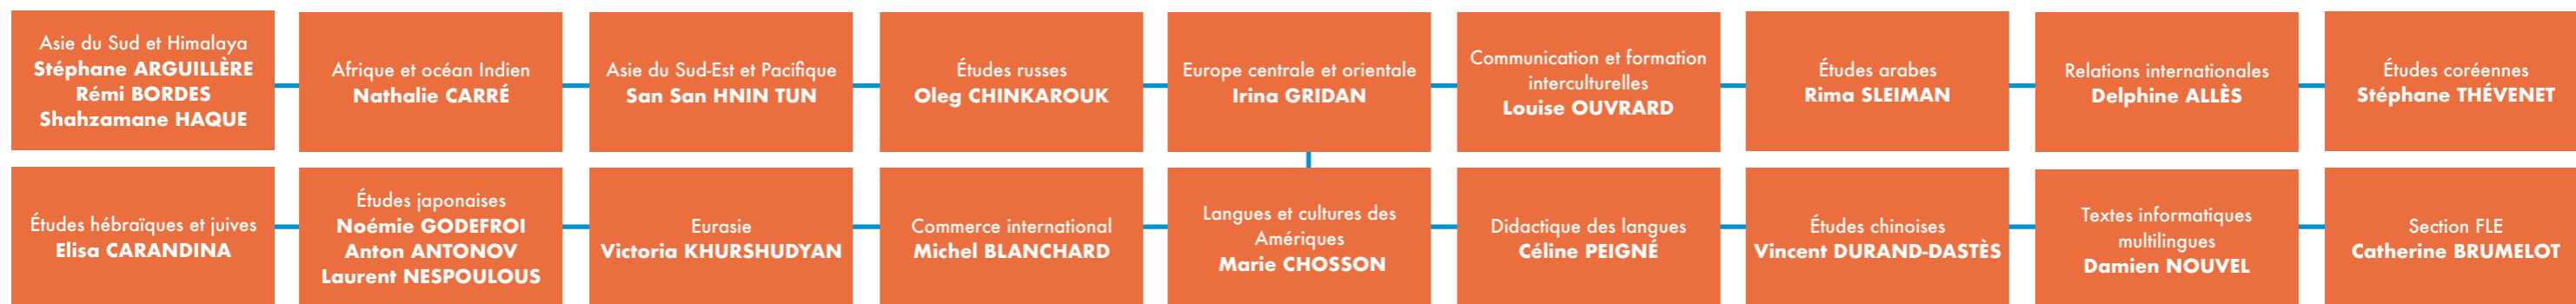 Asie du Sud et Himalaya
Stéphane ARGUILLÈRE
Rémi BORDES
Shahzamane HAQUE
Afrique et océan Indien
Nathalie CARRÉ
Asie du Sud-Est et Pacifique
San San HNIN TUN
Études russes
Oleg CHINKAROUK
Europe centrale et orientale
Irina GRIDAN
Communication et formation
interculturelles
Louise OUVRARD
Études arabes
Rima SLEIMAN
Relations internationales
Delphine ALLÈS
Études coréennes
Stéphane THÉVENET
Études hébraïques et juives
Elisa CARANDINA
Études japonaises
Noémie GODEFROI
Anton ANTONOV
Laurent NESPOULOUS
Eurasie
Victoria KHURSHUDYAN
Commerce international
Michel BLANCHARD
Langues et cultures des
Amériques
Marie CHOSSON
Didactique des langues
Céline PEIGNÉ
Études chinoises
Vincent DURAND-DASTÈS
Textes informatiques
multilingues
Damien NOUVEL
Section FLE
Catherine BRUMELOT